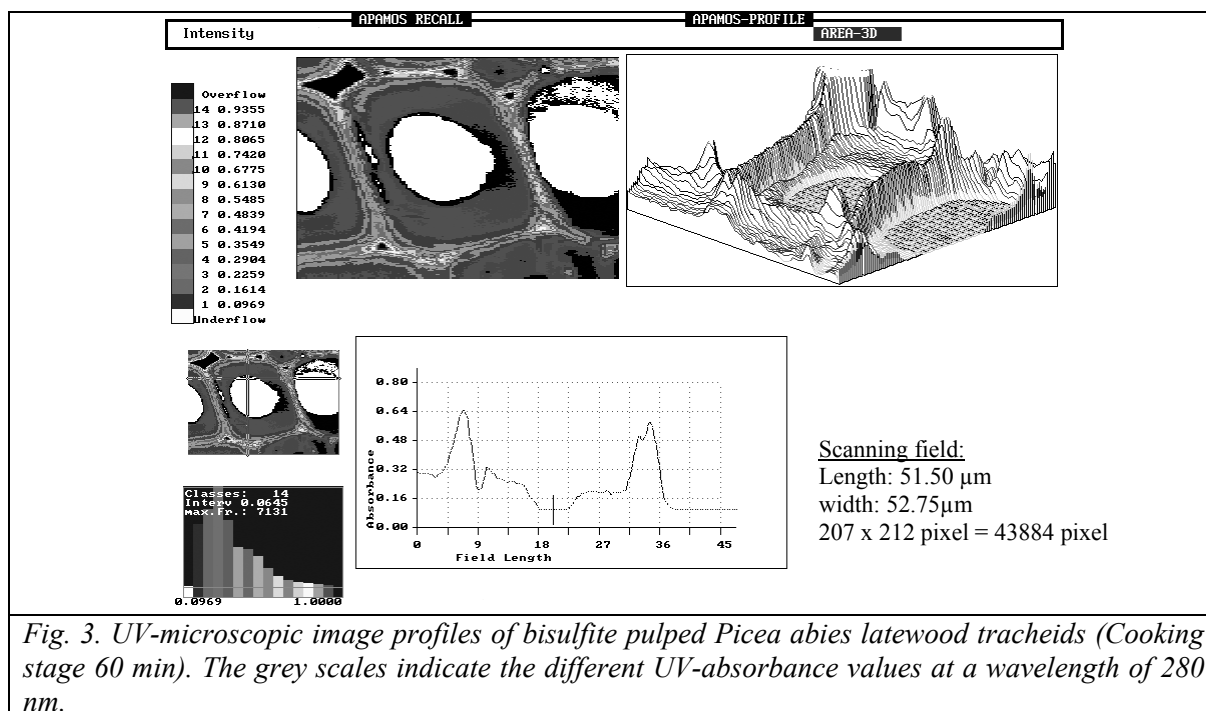 APAMOS RECALL APAMOS-PROFILE
Intensity AREA-3D
Overflow
14 0.9355
13 0.8710
12 0.8065
11 0.7420
10 0.6775
9 0.6130
8 0.5485
7 0.4839
6 0.4194
5 0.3549
4 0.2904
3 0.2259
2 0.1614
1 0.0969
Underflow
0.80
0.64
0.48
0.32
0.16
0.00
Absorbance
0 9 18 27 36 45
Field Length
Classes: 14
Interv 0.0645
max.Fr.: 7131
0.0969 1.0000
Scanning field:
Length: 51.50 µm
width: 52.75µm
207 x 212 pixel = 43884 pixel
Fig. 3. UV-microscopic image profiles of bisulfite pulped Picea abies latewood tracheids (Cooking
stage 60 min). The grey scales indicate the different UV-absorbance values at a wavelength of 280
nm.